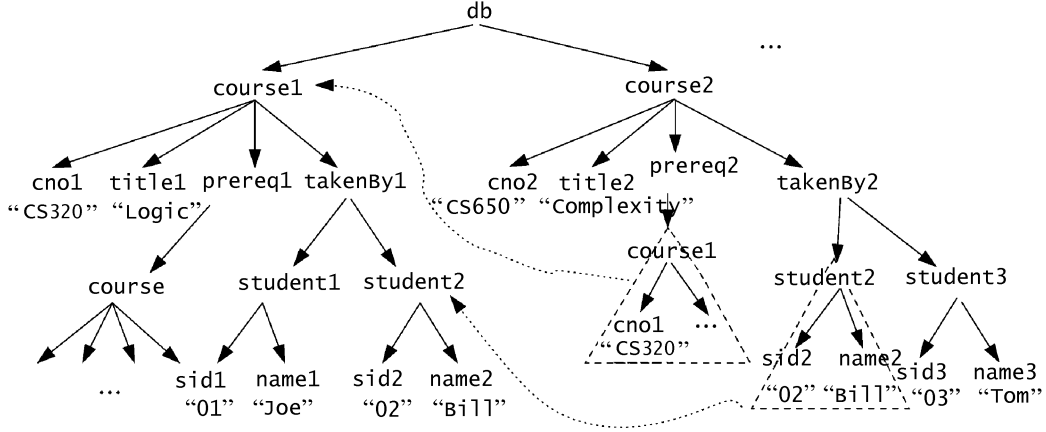 db
...
course1 course2
cno1 title1 prereq1 takenBy1 cno2 title2 prereq2 takenBy2
“CS320” “Logic” “CS650” “Complexity”
course1
course student1 student2 student2 student3
cno1 ...
“CS320”
... sid1 name1 sid2 name2 sid2 name2 sid3 name3
“01” “Joe” “02” “Bill” “02” “Bill” “03” “Tom”